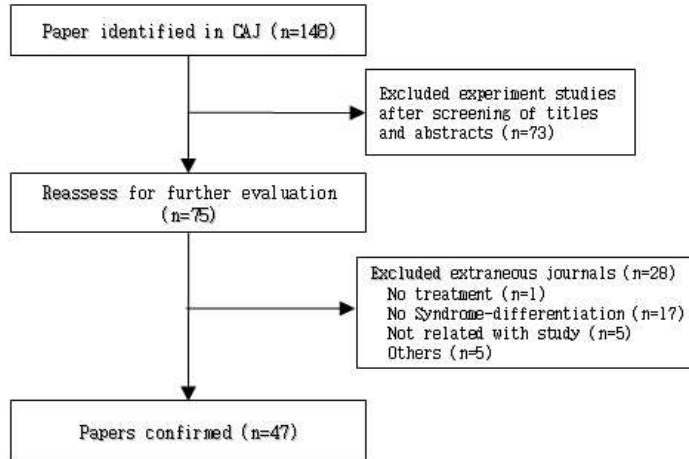 Paper identified in CAJ (n=148)
Excluded experiment studies
after screening of titles
and abstracts (n=73)
Reassess for further evaluation
(n=75)
Excluded extraneous journals (n=28)
No treatment (n=1)
No Syndrome-differentiation (n=17)
Not related with study (n=5)
Others (n=5)
Papers confirmed (n=47)